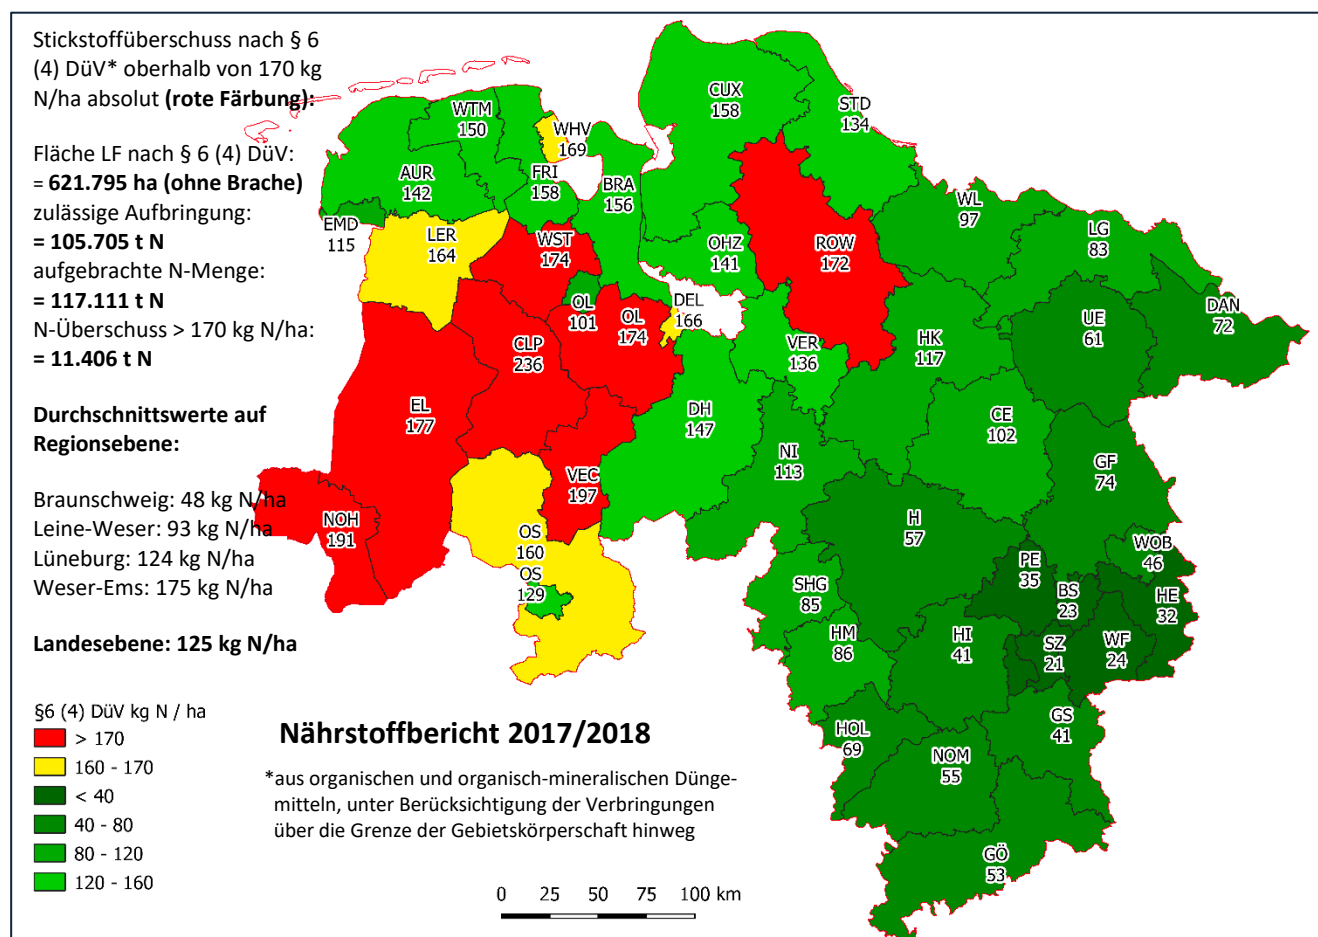 Stickstoffüberschuss nach § 6
(4) DüV* oberhalb von 170 kg
N/ha absolut (rote Färbung):
Fläche LF nach § 6 (4) DüV:
= 621.795 ha (ohne Brache)
zulässige Aufbringung:
= 105.705 t N
aufgebrachte N-Menge:
= 117.111 t N
N-Überschuss > 170 kg N/ha:
= 11.406 t N
Durchschnittswerte auf
Regionsebene:
Braunschweig: 48 kg N/ha
Leine-Weser: 93 kg N/ha
Lüneburg: 124 kg N/ha
Weser-Ems: 175 kg N/ha
Landesebene: 125 kg N/ha
§6 (4) DüV kg N / ha
> 170
160 - 170
< 40
40 - 80
80 - 120
120 - 160
Nährstoffbericht 2017/2018
*aus organischen und organisch-mineralischen Dünge-
mitteln, unter Berücksichtigung der Verbringungen
über die Grenze der Gebietskörperschaft hinweg
0 25 50 75 100 km
CUX
158
STD
134
WTM
150
WHV
169
AUR
142
FRI
158
BRA
156
EMD
115
LER
164
WST
174
OHZ
141
ROW
172
WL
97
LG
83
DAN
72
UE
61
OL
101
OL
174
DEL
166
VER
136
HK
117
CLP
236
EL
177
DH
147
NI
113
CE
102
GF
74
VEC
197
NOH
191
OS
160
OS
129
H
57
WOB
46
PE
35
BS
23
HE
32
SHG
85
HM
86
HI
41
SZ
21
WF
24
HOL
69
NOM
55
GS
41
GÖ
53